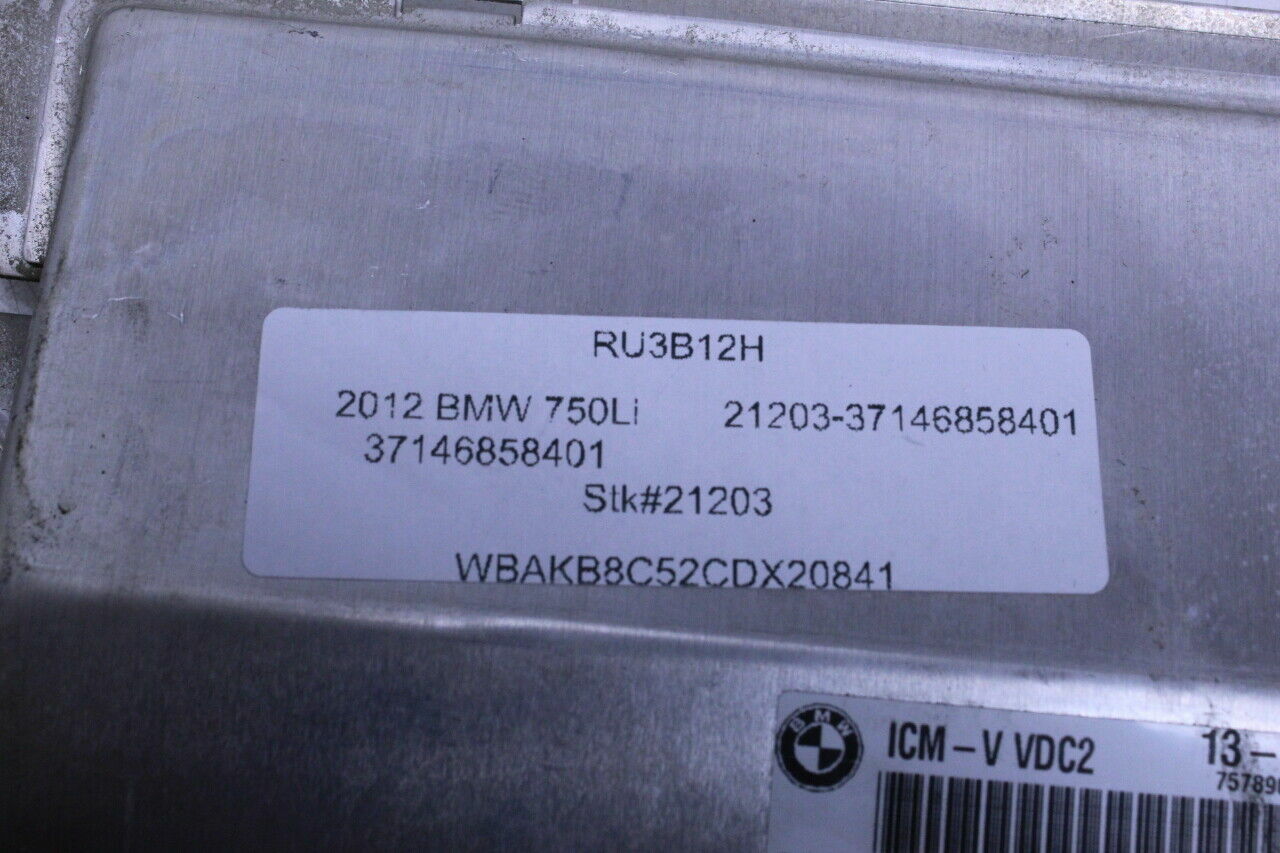 RU3B12H
2012 BMW 750Li 21203-37146858401
37146858401
Stk#21203
WBAKB8C52CDX20841
BMW
ICM-V VDC2 13-
75789